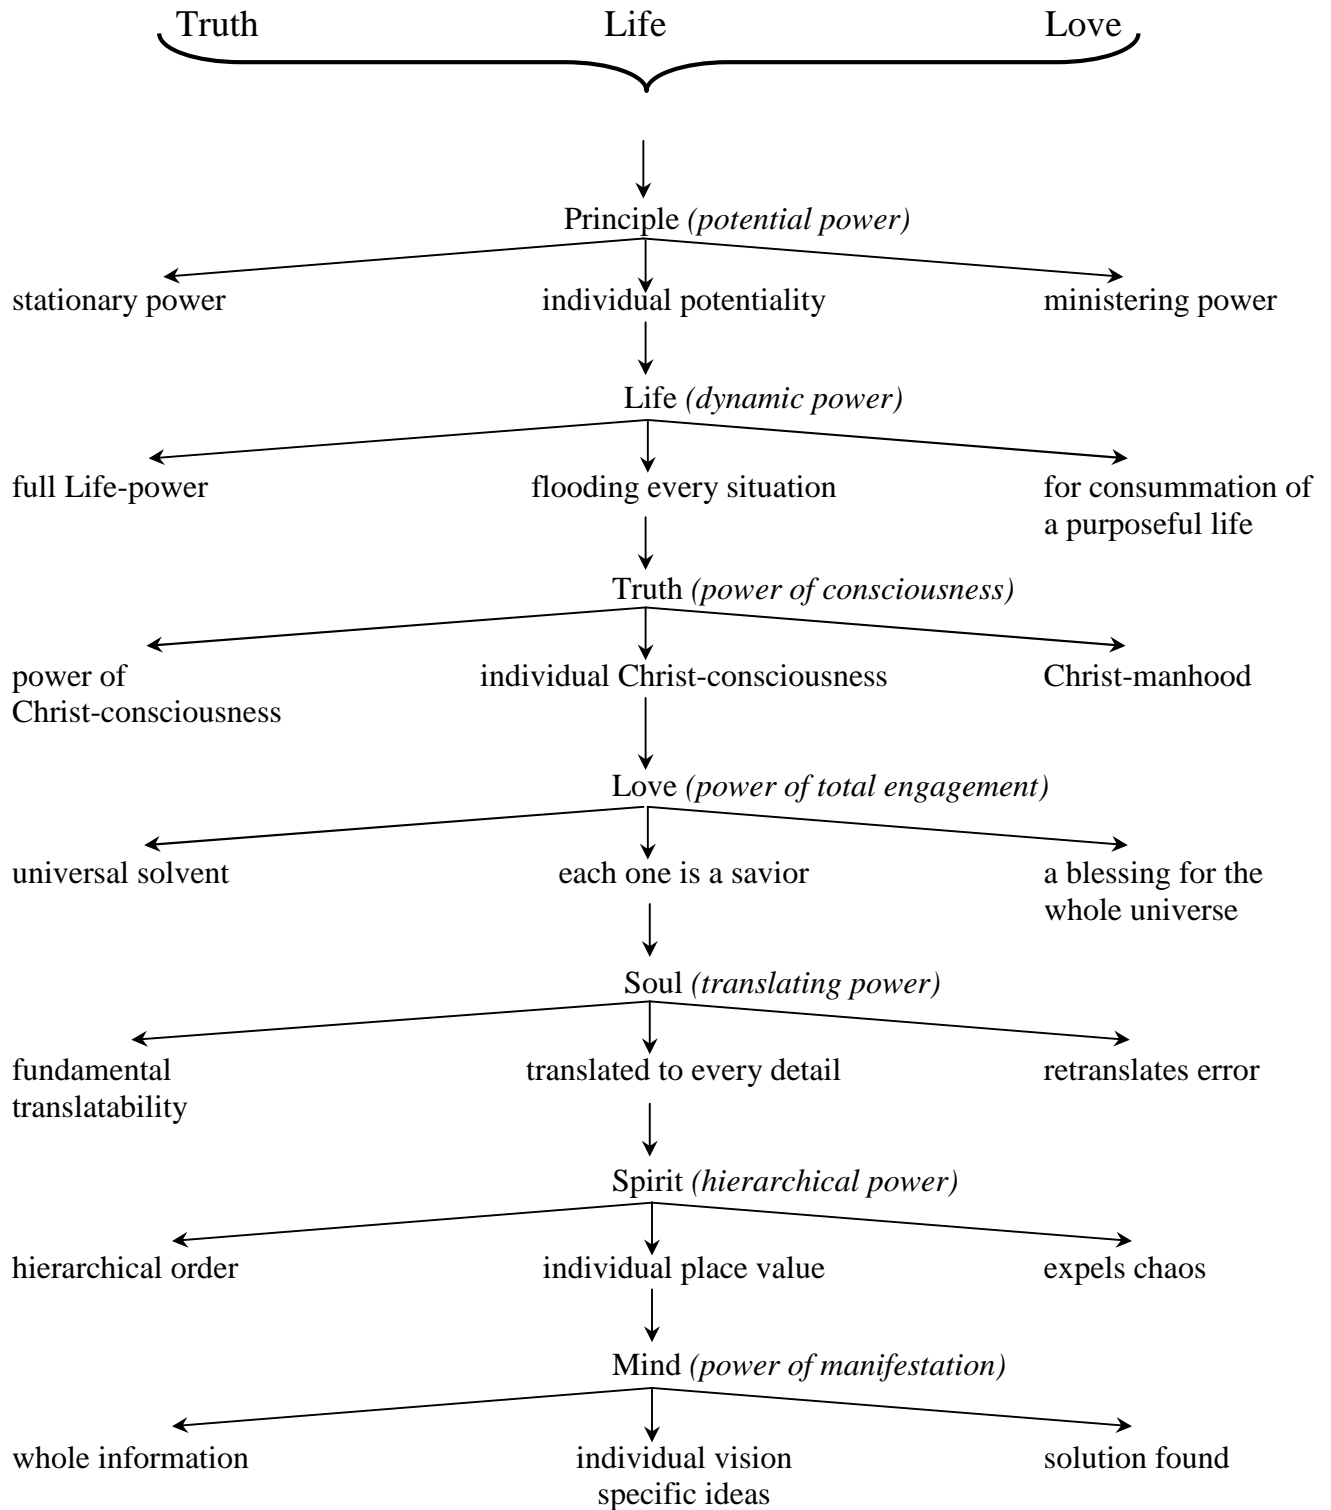 Truth Life Love
Principle (potential power)
stationary power individual potentiality ministering power
Life (dynamic power)
full Life-power flooding every situation for consummation of
a purposeful life
Truth (power of consciousness)
power of individual Christ-consciousness Christ-manhood
Christ-consciousness
Love (power of total engagement)
universal solvent each one is a savior a blessing for the
whole universe
Soul (translating power)
fundamental translated to every detail retranslates error
translatability
Spirit (hierarchical power)
hierarchical order individual place value expels chaos
Mind (power of manifestation)
whole information individual vision solution found
specific ideas